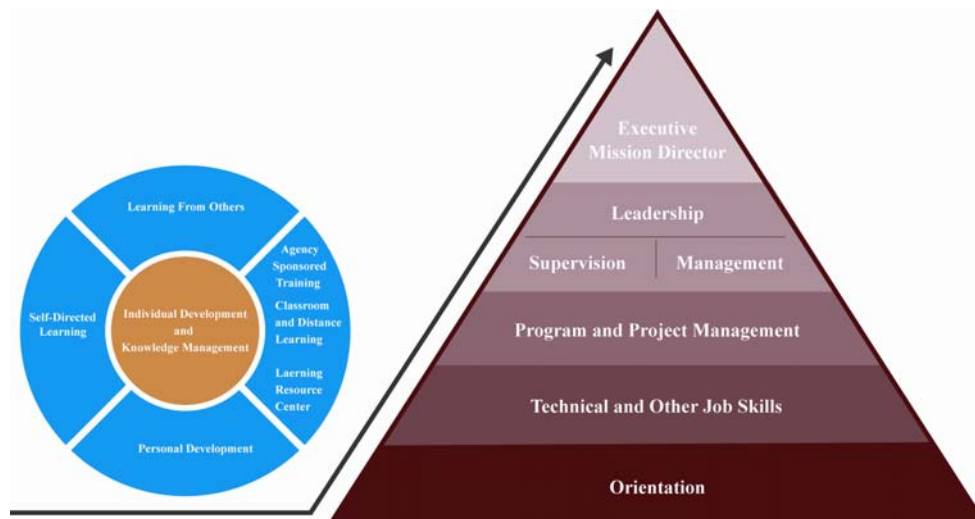 Learning From Others
Agency
Sponsored
Training
Classroom
and Distance
Learning
Laerning
Resource
Center
Self-Directed
Learning
Individual Development
and
Knowledge Management
Personal Development
Executive
Mission Director
Leadership
Supervision
Management
Program and Project Management
Technical and Other Job Skills
Orientation